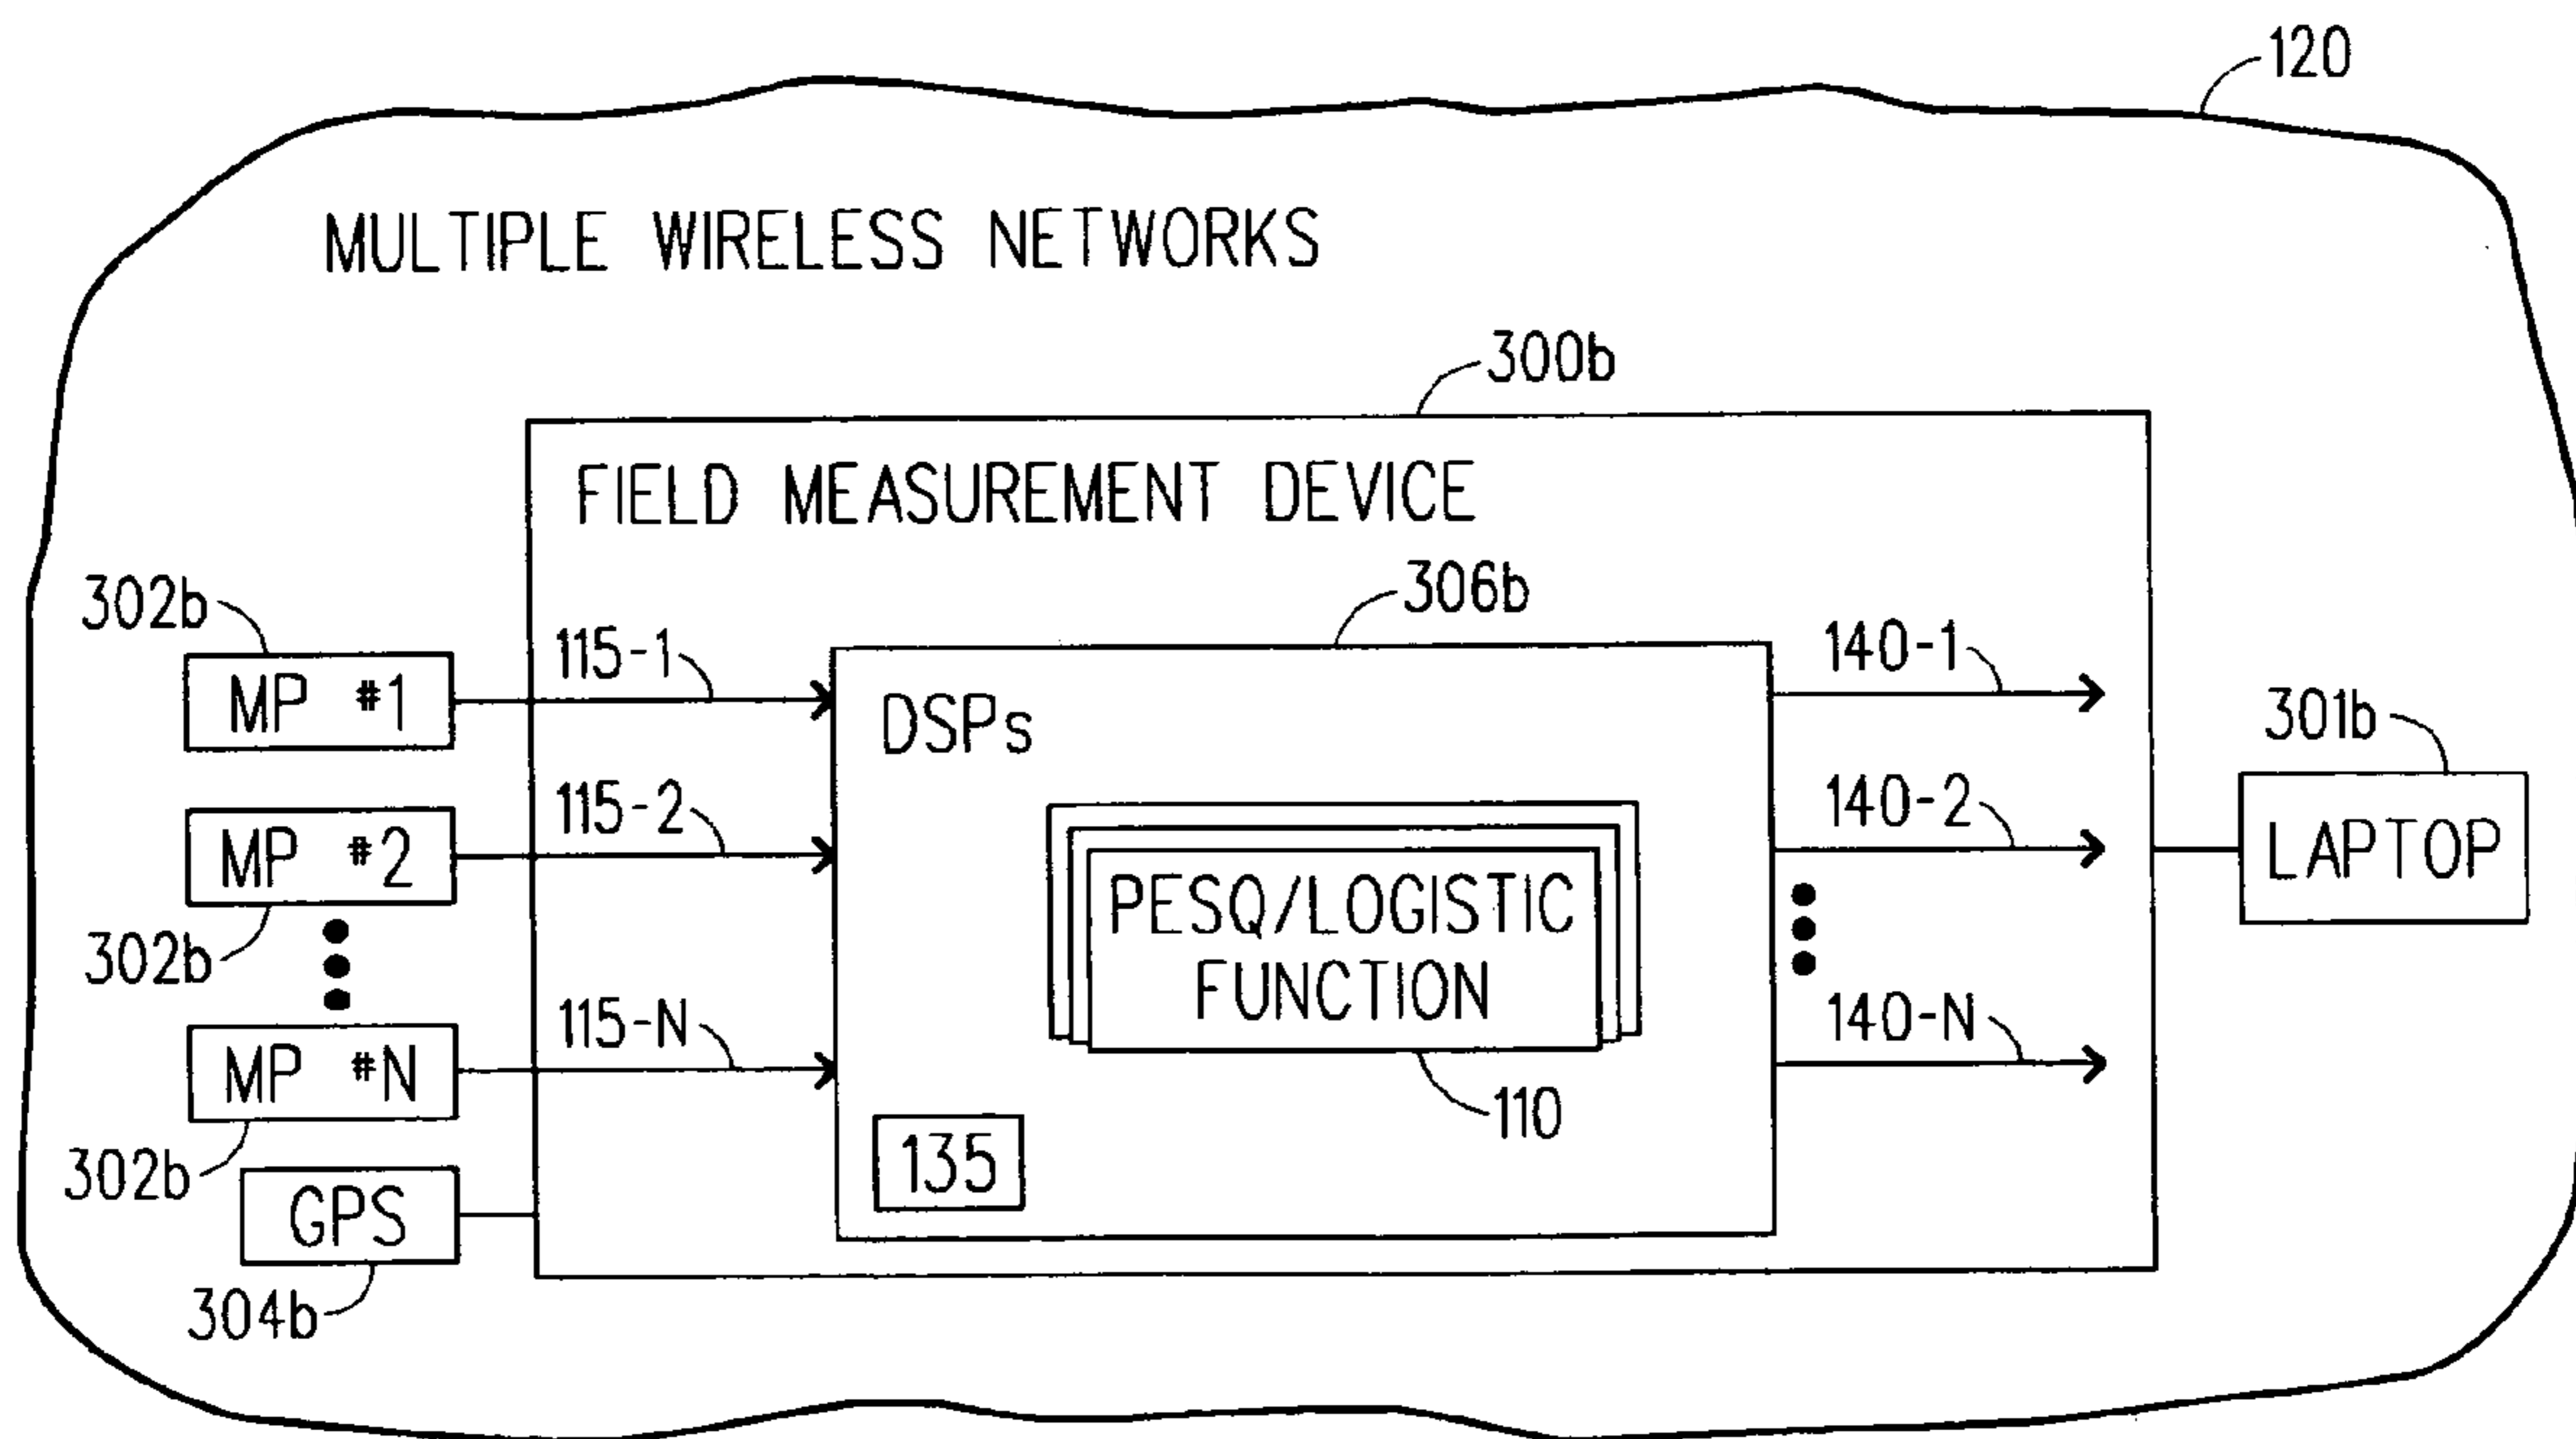 120
MULTIPLE WIRELESS NETWORKS
300b
FIELD MEASUREMENT DEVICE
306b
302b
115-1
140-1
MP #1
DSPs
301b
115-2
140-2
MP #2
LAPTOP
PESQ/LOGISTIC
FUNCTION
302b
115-N
140-N
MP #N
110
135
302b
GPS
304b